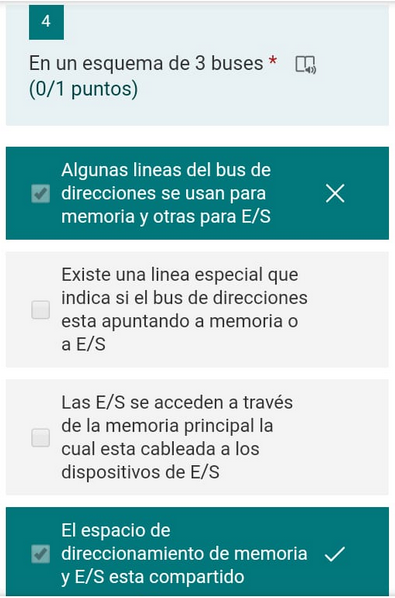 4
En un esquema de 3 buses *
(0/1 puntos)
Algunas lineas del bus de
direcciones se usan para
memoria y otras para E/S
Existe una linea especial que
indica si el bus de direcciones
esta apuntando a memoria o
a E/S
Las E/S se acceden a través
de la memoria principal la
cual esta cableada a los
dispositivos de E/S
El espacio de
direccionamiento de memoria
y E/S esta compartido